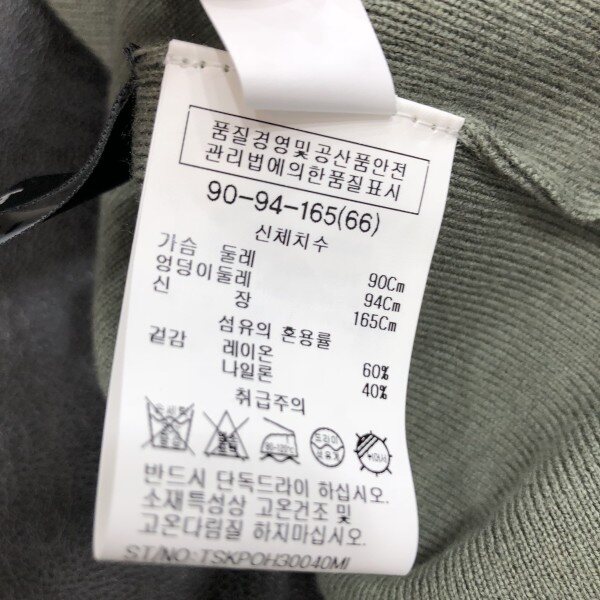 품질경영및공산품안전
관리법에의한품질표시
90-94-165(66)
신체치수
가슴 둘레 90Cm
엉덩이둘레 94Cm
신 장 165Cm
섬유의 혼용률
겉감 레이온 60%
나일론 40%
취급주의
반드시 단독드라이 하십시오.
소재특성상 고온건조 및
고온다림질 하지마십시오.
ST/NO:TSKPOH30040MI